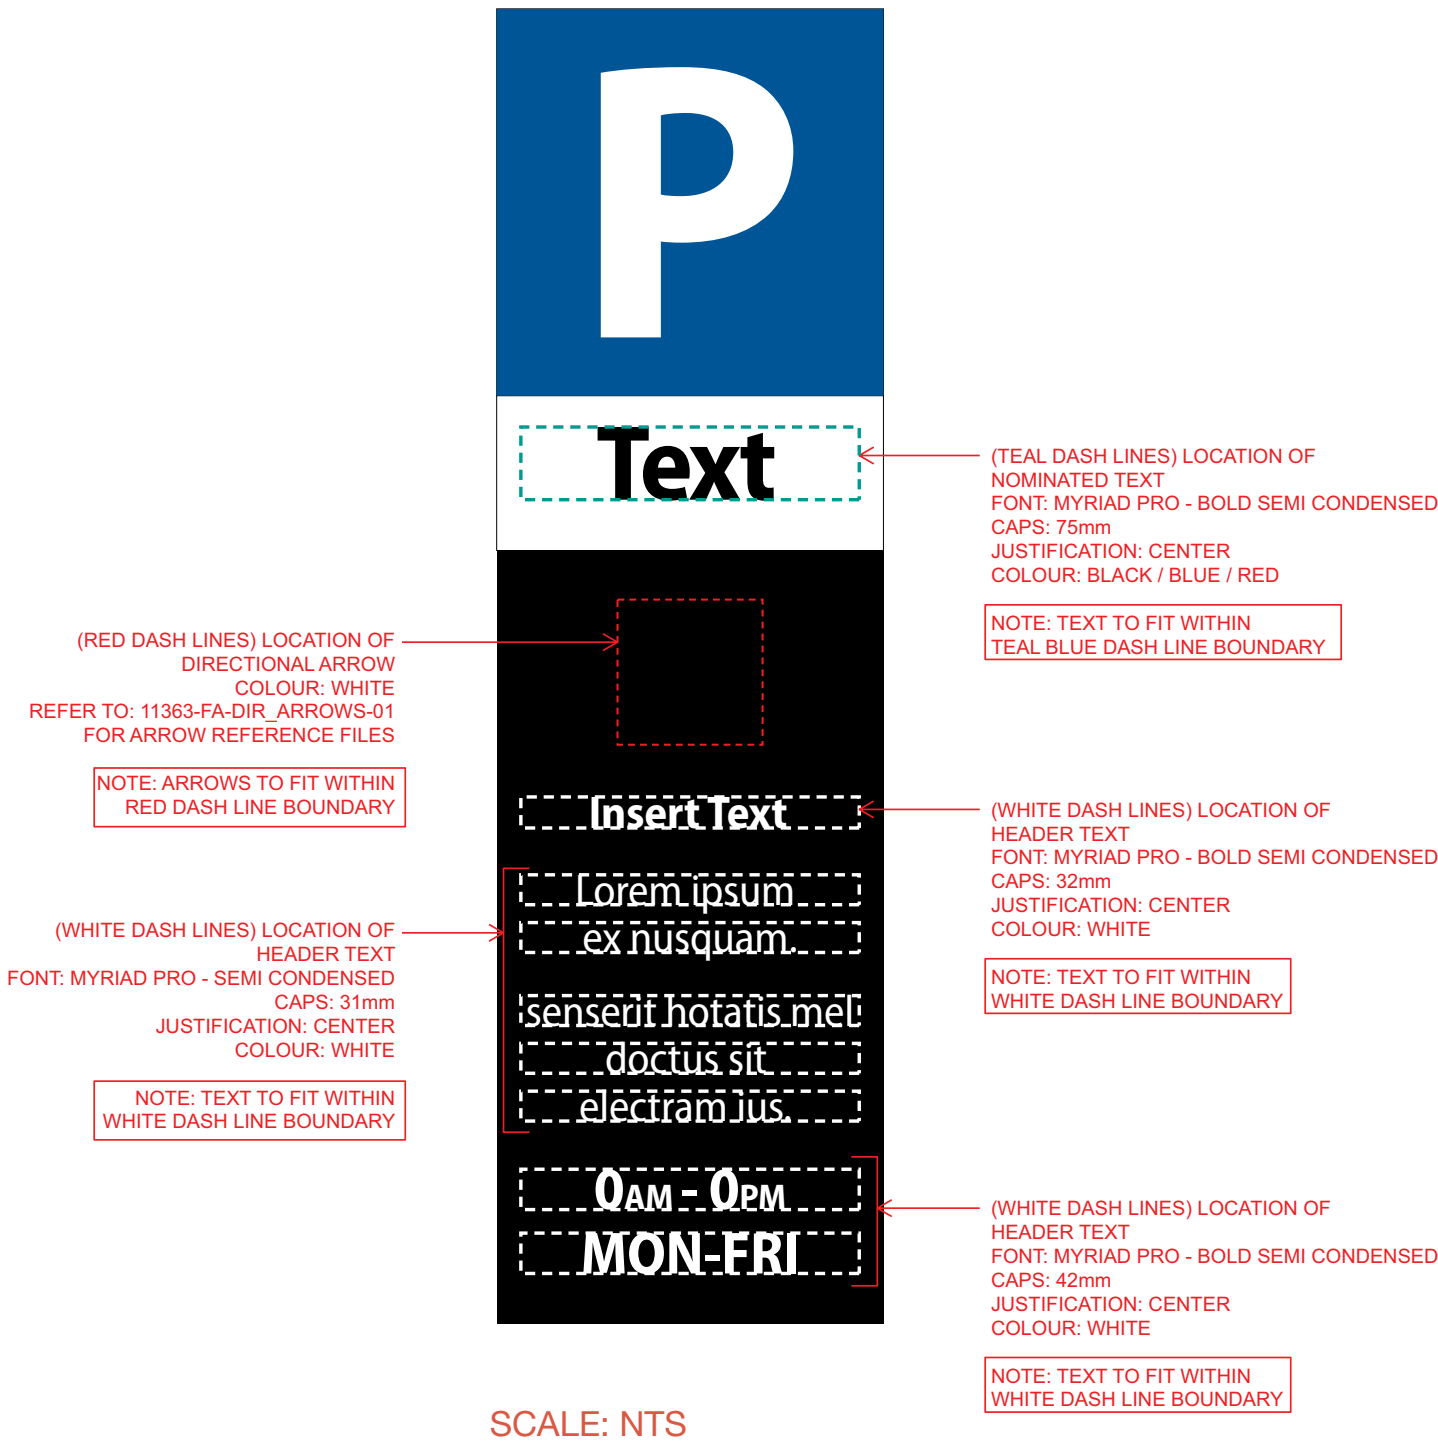 P
Text
(TEAL DASH LINES) LOCATION OF
NOMINATED TEXT
FONT: MYRIAD PRO - BOLD SEMI CONDENSED
CAPS: 75mm
JUSTIFICATION: CENTER
COLOUR: BLACK / BLUE / RED
NOTE: TEXT TO FIT WITHIN
TEAL BLUE DASH LINE BOUNDARY
(RED DASH LINES) LOCATION OF
DIRECTIONAL ARROW
COLOUR: WHITE
REFER TO: 11363-FA-DIR_ARROWS-01
FOR ARROW REFERENCE FILES
NOTE: ARROWS TO FIT WITHIN
RED DASH LINE BOUNDARY
Insert Text
(WHITE DASH LINES) LOCATION OF
HEADER TEXT
FONT: MYRIAD PRO - BOLD SEMI CONDENSED
CAPS: 32mm
JUSTIFICATION: CENTER
COLOUR: WHITE
NOTE: TEXT TO FIT WITHIN
WHITE DASH LINE BOUNDARY
Lorem ipsum
ex nusquam.
senserit hotatis mel
doctus sit
electram ius.
(WHITE DASH LINES) LOCATION OF
HEADER TEXT
FONT: MYRIAD PRO - SEMI CONDENSED
CAPS: 31mm
JUSTIFICATION: CENTER
COLOUR: WHITE
NOTE: TEXT TO FIT WITHIN
WHITE DASH LINE BOUNDARY
0AM - 0PM
MON-FRI
(WHITE DASH LINES) LOCATION OF
HEADER TEXT
FONT: MYRIAD PRO - BOLD SEMI CONDENSED
CAPS: 42mm
JUSTIFICATION: CENTER
COLOUR: WHITE
NOTE: TEXT TO FIT WITHIN
WHITE DASH LINE BOUNDARY
SCALE: NTS